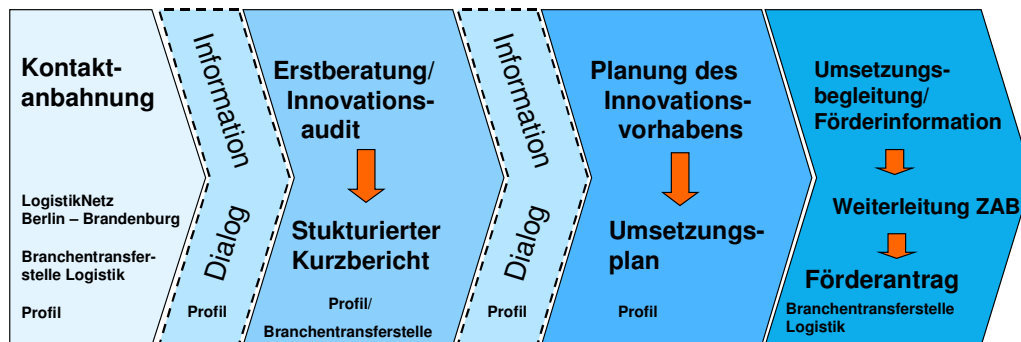 Kontakt-
anbahnung
LogistikNetz
Berlin – Brandenburg
Branchentransfer-
stelle Logistik
Profil
Information
Dialog
Profil
Erstberatung/
Innovations-
audit
Stukturierter
Kurzbericht
Profil/
Branchentransferstelle
Information
Dialog
Profil
Planung des
Innovations-
vorhabens
Umsetzungs-
plan
Profil
Umsetzungs-
begleitung/
Förderinformation
Weiterleitung ZAB
Förderantrag
Branchentransferstelle
Logistik